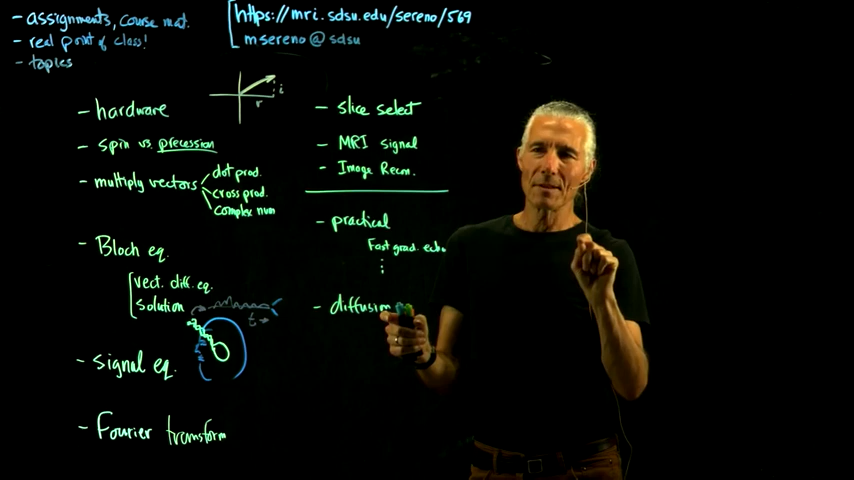 - assignments, course mat.
- real point of class!
- topics
https://mri.sdsu.edu/sereno/569
msereno@sdsu
- hardware
r
i
- spin vs. precession
- multiply vectors
dot prod.
cross prod.
complex num
- Bloch eq.
vect. diff. eq.
solution
t →
- signal eq.
- Fourier transform
- slice select
- MRI signal
- Image Recon.
- practical
Fast grad. echo
⋮
- diffusion